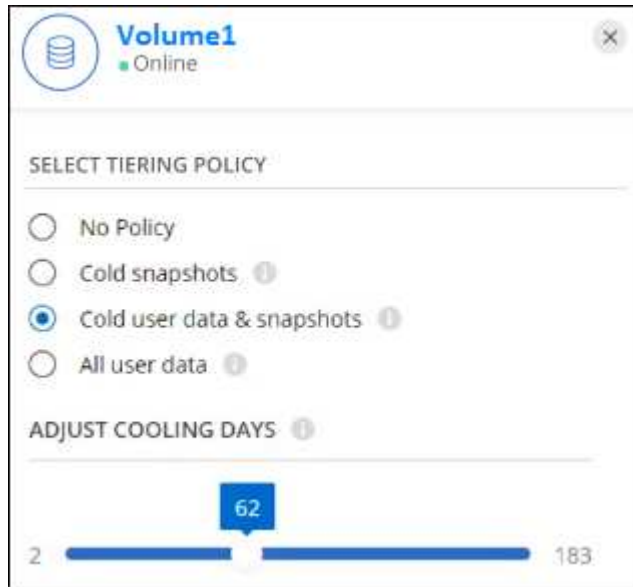 Volume1
Online
SELECT TIERING POLICY
No Policy
Cold snapshots
Cold user data & snapshots
All user data
ADJUST COOLING DAYS
62
2 183